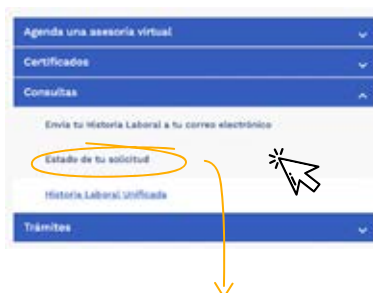 Agenda una asesoría virtual
Certificados
Consultas
Envía tu Historia Laboral a tu correo electrónico
Estado de tu solicitud
Historia Laboral Unificada
Trámites